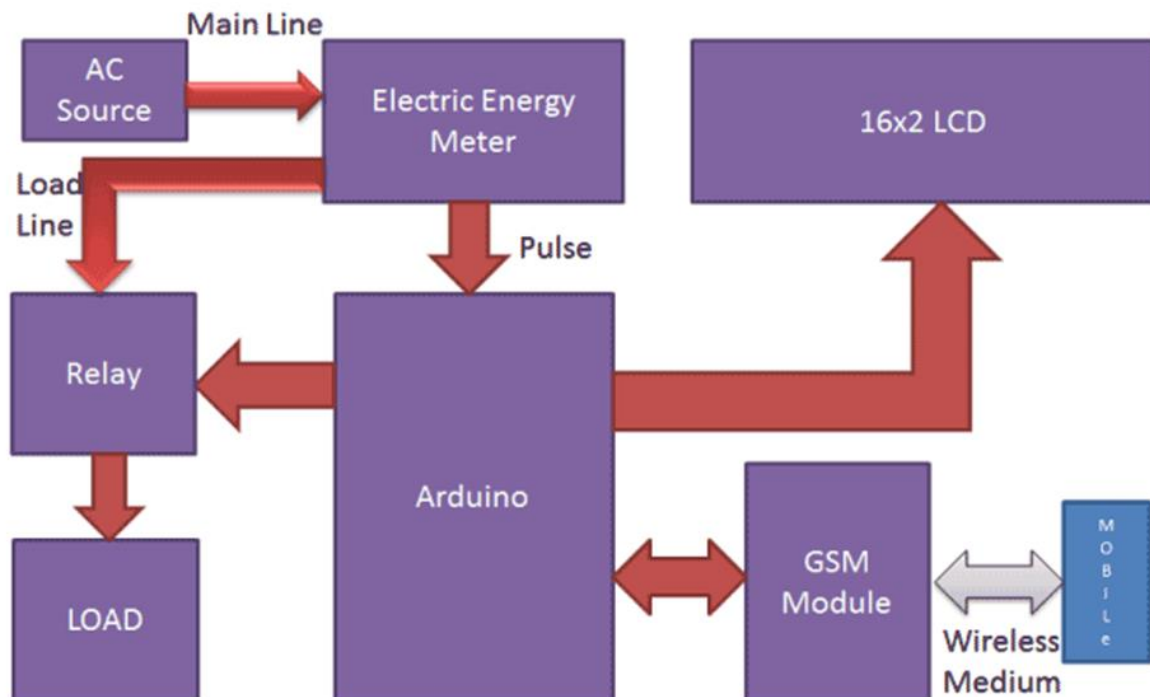 Main Line
AC
Source
Electric Energy
Meter
16x2 LCD
Load
Line
Pulse
Relay
Arduino
LOAD
GSM
Module
Wireless
Medium
MOBiLe